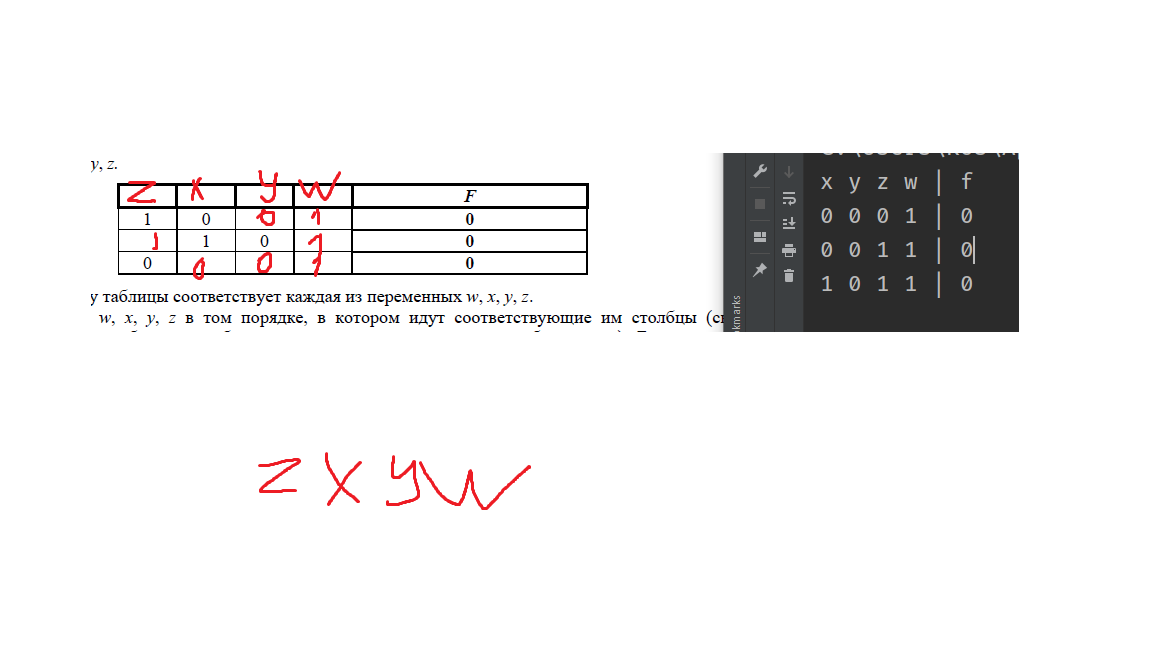 y, z.
z x y w F
1 0 0 1 0
1 1 0 1 0
0 0 0 1 0
у таблицы соответствует каждая из переменных w, x, y, z.
w, x, y, z в том порядке, в котором идут соответствующие им столбцы
x y z w | f
0 0 0 1 | 0
0 0 1 1 | 0
1 0 1 1 | 0
kmarks
z x y w